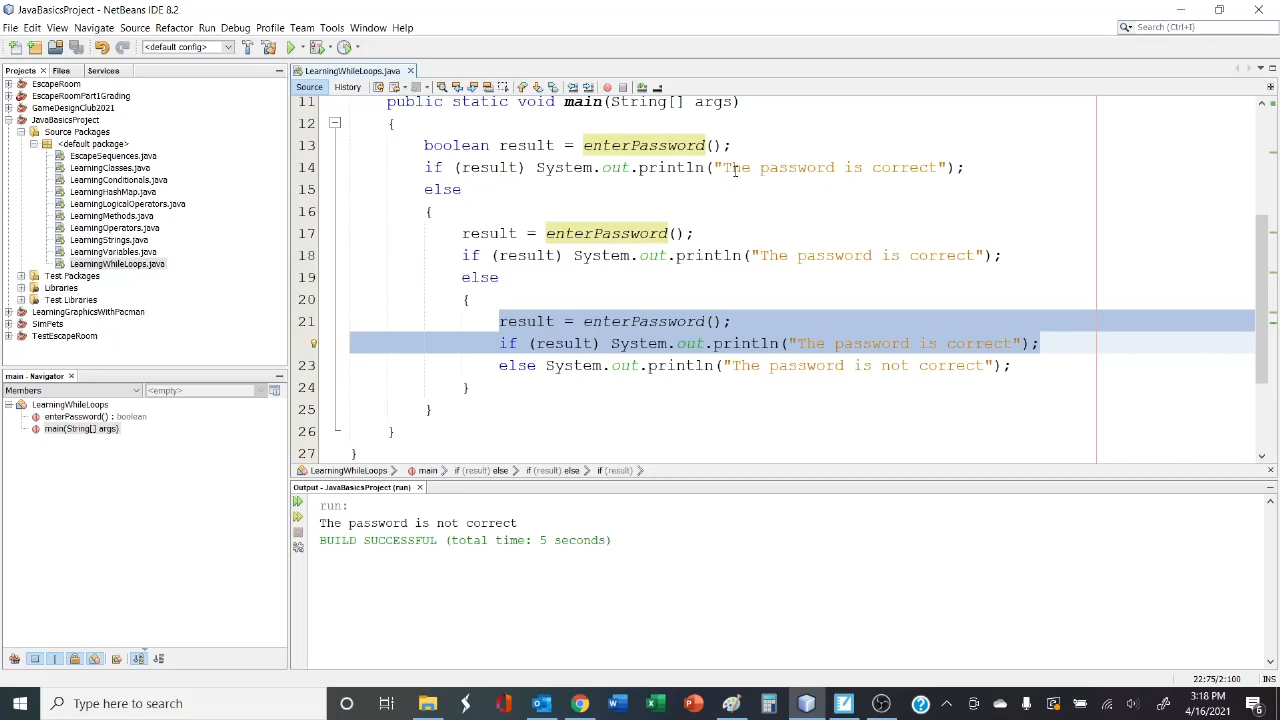 JavaBasicsProject - NetBeans IDE 8.2
File Edit View Navigate Source Refactor Run Debug Profile Team Tools Window Help
Search (Ctrl+I)
<default config>
Projects Files Services
EscapeRoom
EscapeRoomPart1Grading
GameDesignClub2021
JavaBasicsProject
Source Packages
<default package>
EscapeSequences.java
LearningClasses.java
LearningConditionals.java
LearningHashMap.java
LearningLogicalOperators.java
LearningMethods.java
LearningOperators.java
LearningStrings.java
LearningVariables.java
LearningWhileLoops.java
Test Packages
Libraries
Test Libraries
LearningGraphicsWithPacman
SimPets
TestEscapeRoom
main - Navigator
Members <empty>
LearningWhileLoops
enterPassword() : boolean
main(String[] args)
LearningWhileLoops.java
Source History
11 public static void main(String[] args)
12 {
13 boolean result = enterPassword();
14 if (result) System.out.println("The password is correct");
15 else
16 {
17 result = enterPassword();
18 if (result) System.out.println("The password is correct");
19 else
20 {
21 result = enterPassword();
if (result) System.out.println("The password is correct");
23 else System.out.println("The password is not correct");
24 }
25 }
26 }
27 }
LearningWhileLoops main if (result) else if (result) else if (result)
Output - JavaBasicsProject (run)
run:
The password is not correct
BUILD SUCCESSFUL (total time: 5 seconds)
22:75/2:100 INS
Type here to search
3:18 PM
4/16/2021
6